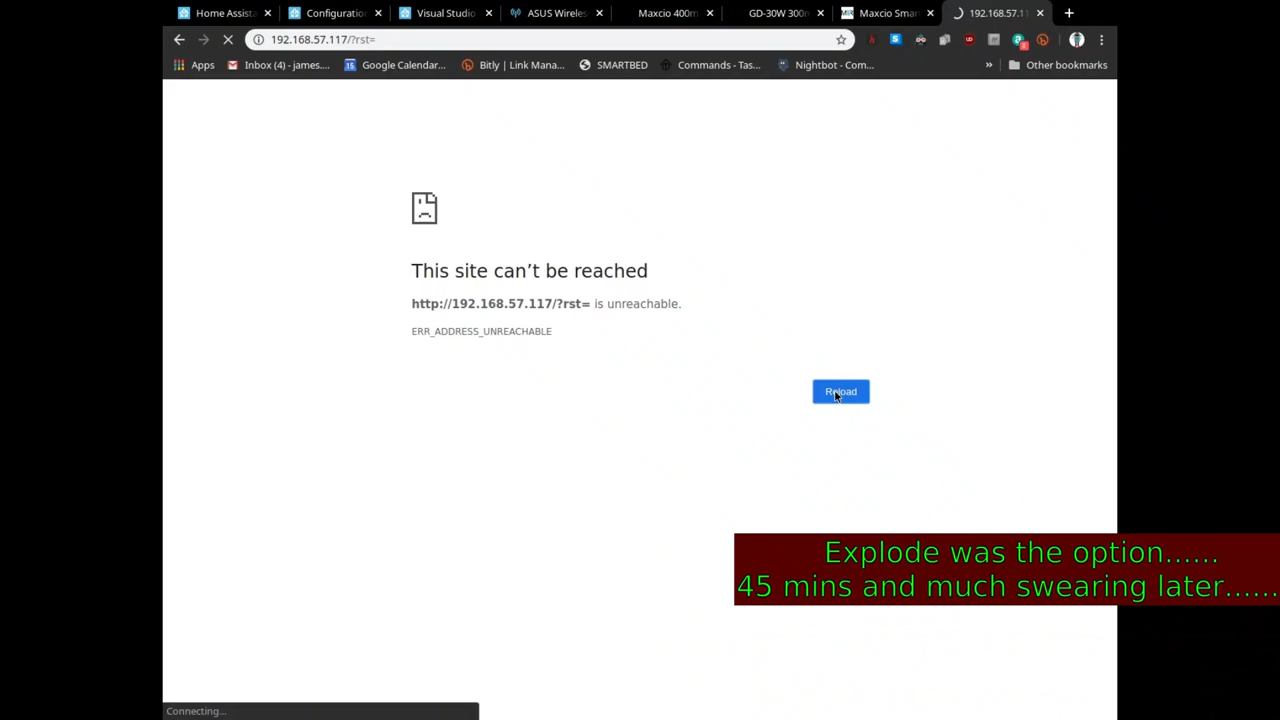 Home Assista
Configuration
Visual Studio
ASUS Wireles
Maxcio 400m
GD-30W 300m
Maxcio Smar
192.168.57.11
192.168.57.117/?rst=
Apps
Inbox (4) - james....
Google Calendar...
Bitly | Link Mana...
SMARTBED
Commands - Tas...
Nightbot - Com...
»
Other bookmarks
This site can’t be reached
http://192.168.57.117/?rst= is unreachable.
ERR_ADDRESS_UNREACHABLE
Reload
Explode was the option......
45 mins and much swearing later......
Connecting...